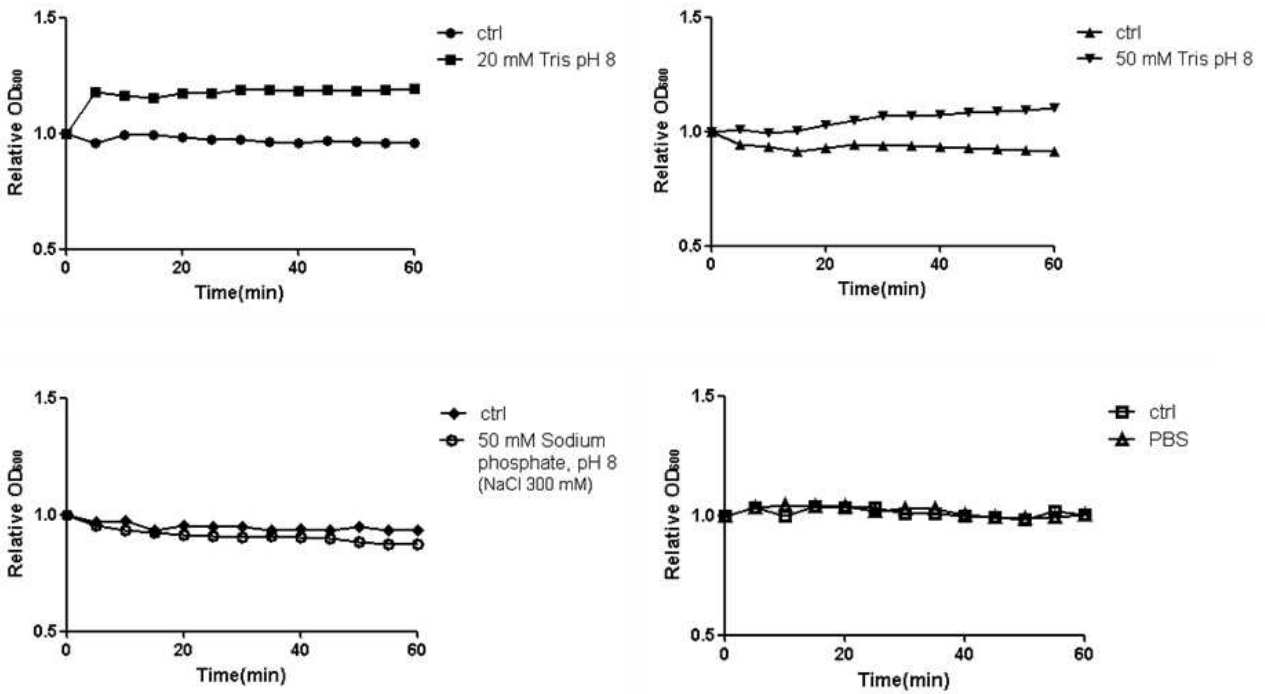 1.5
ctrl
20 mM Tris pH 8
Relative OD600
1.0
0.5
0 20 40 60
Time(min)
1.5
ctrl
50 mM Tris pH 8
Relative OD600
1.0
0.5
0 20 40 60
Time(min)
1.5
ctrl
50 mM Sodium
phosphate, pH 8
(NaCl 300 mM)
Relative OD600
1.0
0.5
0 20 40 60
Time(min)
1.5
ctrl
PBS
Relative OD600
1.0
0.5
0 20 40 60
Time(min)